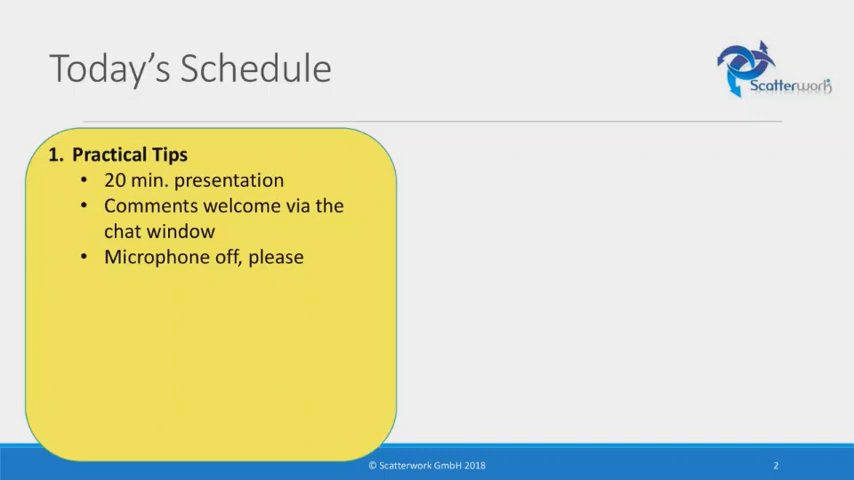 Today's Schedule
Scatterwork
1. Practical Tips
• 20 min. presentation
• Comments welcome via the
chat window
• Microphone off, please
© Scatterwork GmbH 2018
2